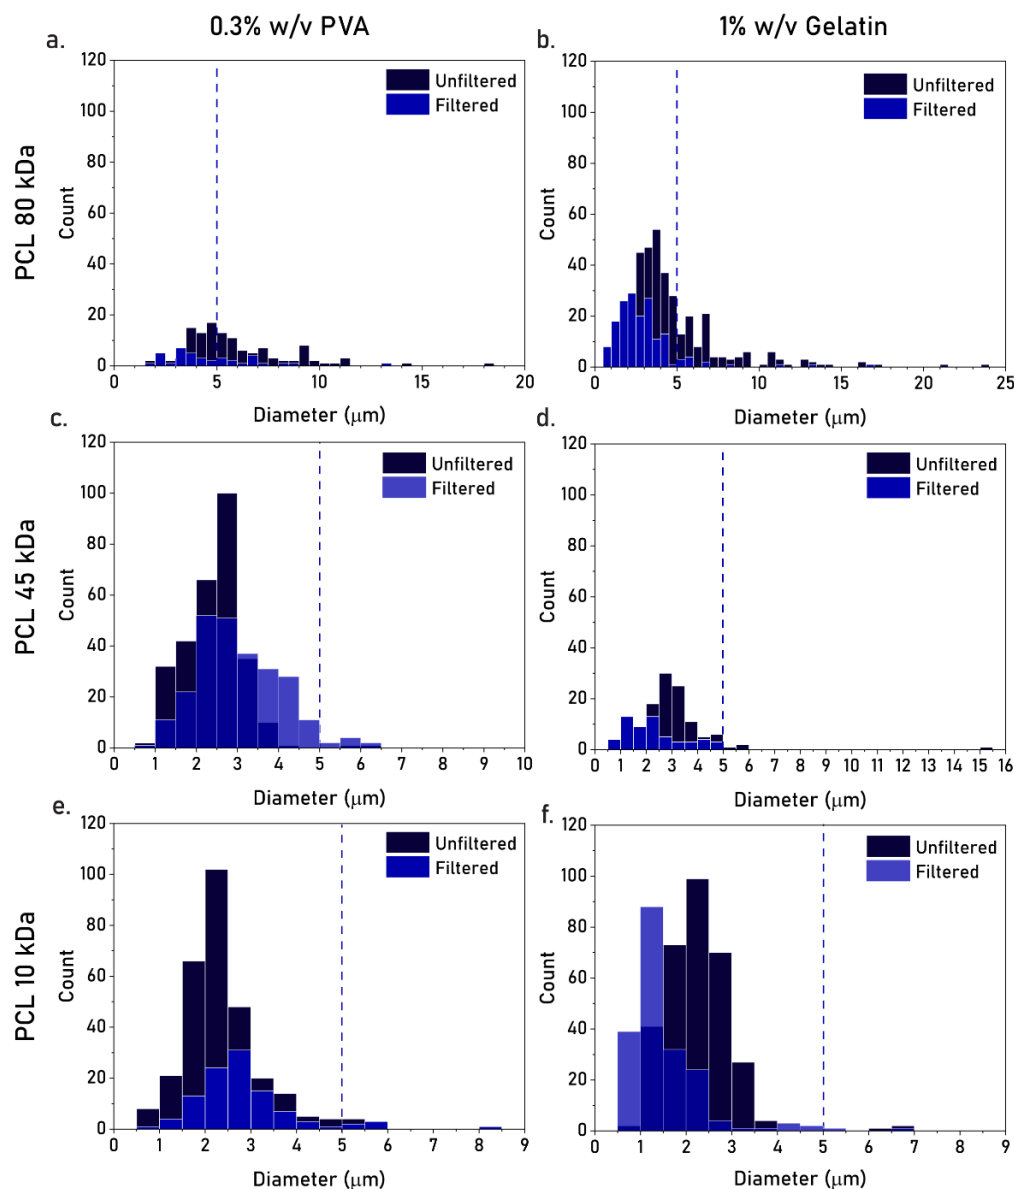 0.3% w/v PVA
1% w/v Gelatin
PCL 80 kDa
a.
Count
120
100
80
60
40
20
0
Unfiltered
Filtered
0 5 10 15 20
Diameter (μm)
b.
Count
120
100
80
60
40
20
0
Unfiltered
Filtered
0 5 10 15 20 25
Diameter (μm)
PCL 45 kDa
c.
Count
120
100
80
60
40
20
0
Unfiltered
Filtered
0 1 2 3 4 5 6 7 8 9 10
Diameter (μm)
d.
Count
120
100
80
60
40
20
0
Unfiltered
Filtered
0 1 2 3 4 5 6 7 8 9 10 11 12 13 14 15 16
Diameter (μm)
PCL 10 kDa
e.
Count
120
100
80
60
40
20
0
Unfiltered
Filtered
0 1 2 3 4 5 6 7 8 9
Diameter (μm)
f.
Count
120
100
80
60
40
20
0
Unfiltered
Filtered
0 1 2 3 4 5 6 7 8 9
Diameter (μm)